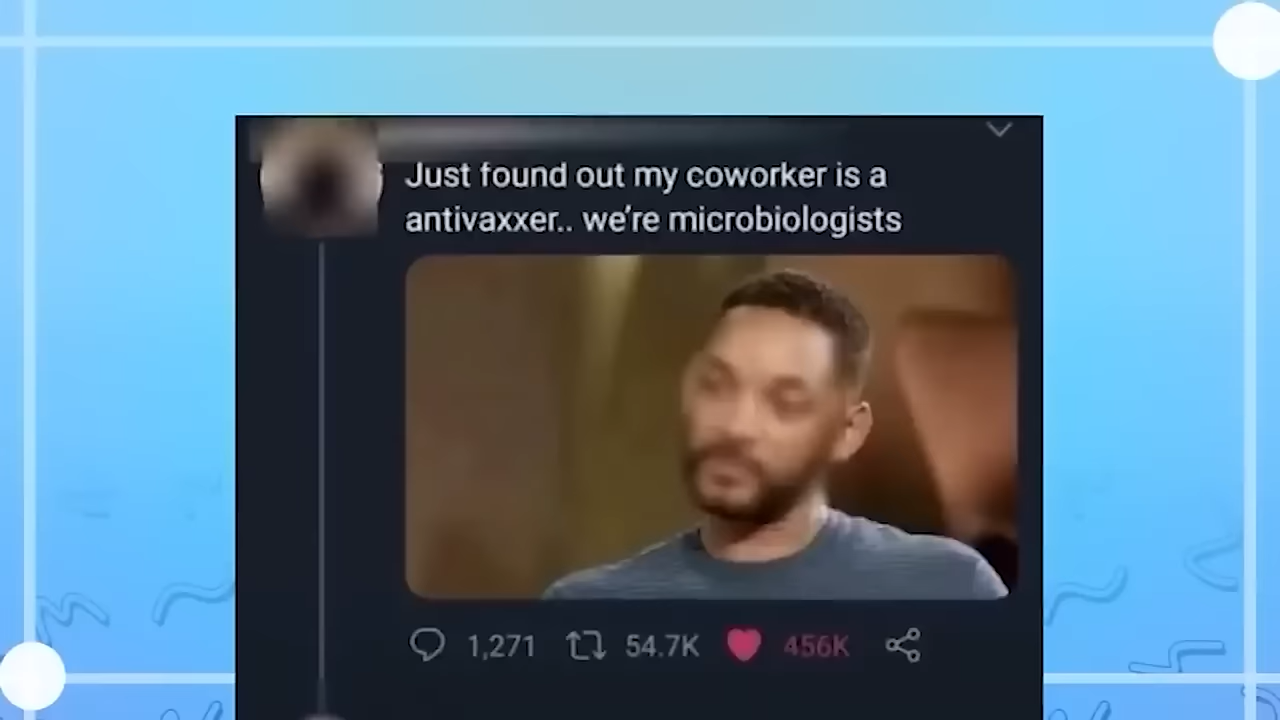 Just found out my coworker is a
antivaxxer.. we’re microbiologists
1,271 54.7K 456K